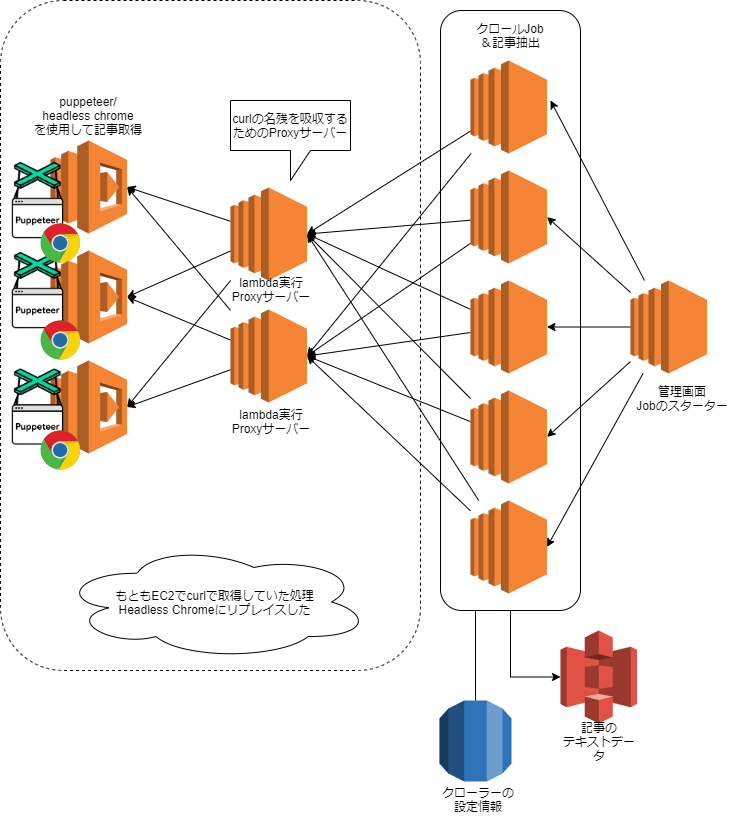 クロールJob
＆記事抽出
puppeteer/
headless chrome
を使用して記事取得
curlの名残を吸収する
ためのProxyサーバー
Puppeteer
Puppeteer
Puppeteer
lambda実行
Proxyサーバー
lambda実行
Proxyサーバー
管理画面
Jobのスターター
もともEC2でcurlで取得していた処理
Headless Chromeにリプレイスした
記事の
テキストデー
タ
クローラーの
設定情報